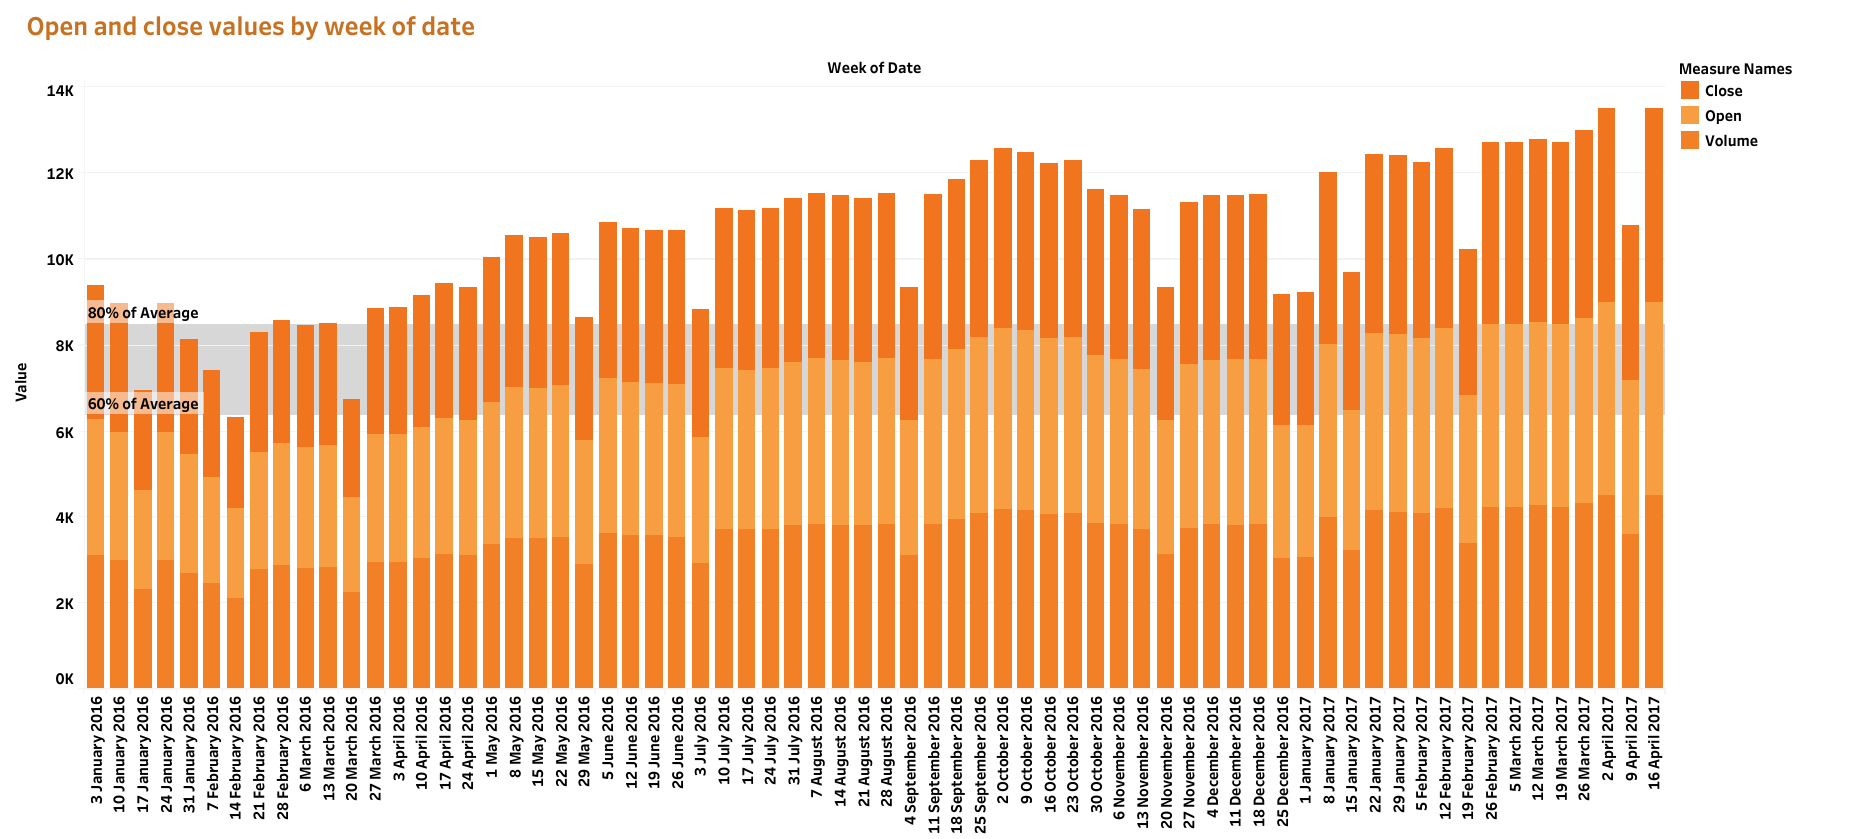 Open and close values by week of date
Week of Date
Measure Names
Close
Open
Volume
14K
12K
10K
8K
6K
4K
2K
0K
Value
80% of Average
60% of Average
3 January 2016
10 January 2016
17 January 2016
24 January 2016
31 January 2016
7 February 2016
14 February 2016
21 February 2016
28 February 2016
6 March 2016
13 March 2016
20 March 2016
27 March 2016
3 April 2016
10 April 2016
17 April 2016
24 April 2016
1 May 2016
8 May 2016
15 May 2016
22 May 2016
29 May 2016
5 June 2016
12 June 2016
19 June 2016
26 June 2016
3 July 2016
10 July 2016
17 July 2016
24 July 2016
31 July 2016
7 August 2016
14 August 2016
21 August 2016
28 August 2016
4 September 2016
11 September 2016
18 September 2016
25 September 2016
2 October 2016
9 October 2016
16 October 2016
23 October 2016
30 October 2016
6 November 2016
13 November 2016
20 November 2016
27 November 2016
4 December 2016
11 December 2016
18 December 2016
25 December 2016
1 January 2017
8 January 2017
15 January 2017
22 January 2017
29 January 2017
5 February 2017
12 February 2017
19 February 2017
26 February 2017
5 March 2017
12 March 2017
19 March 2017
26 March 2017
2 April 2017
9 April 2017
16 April 2017